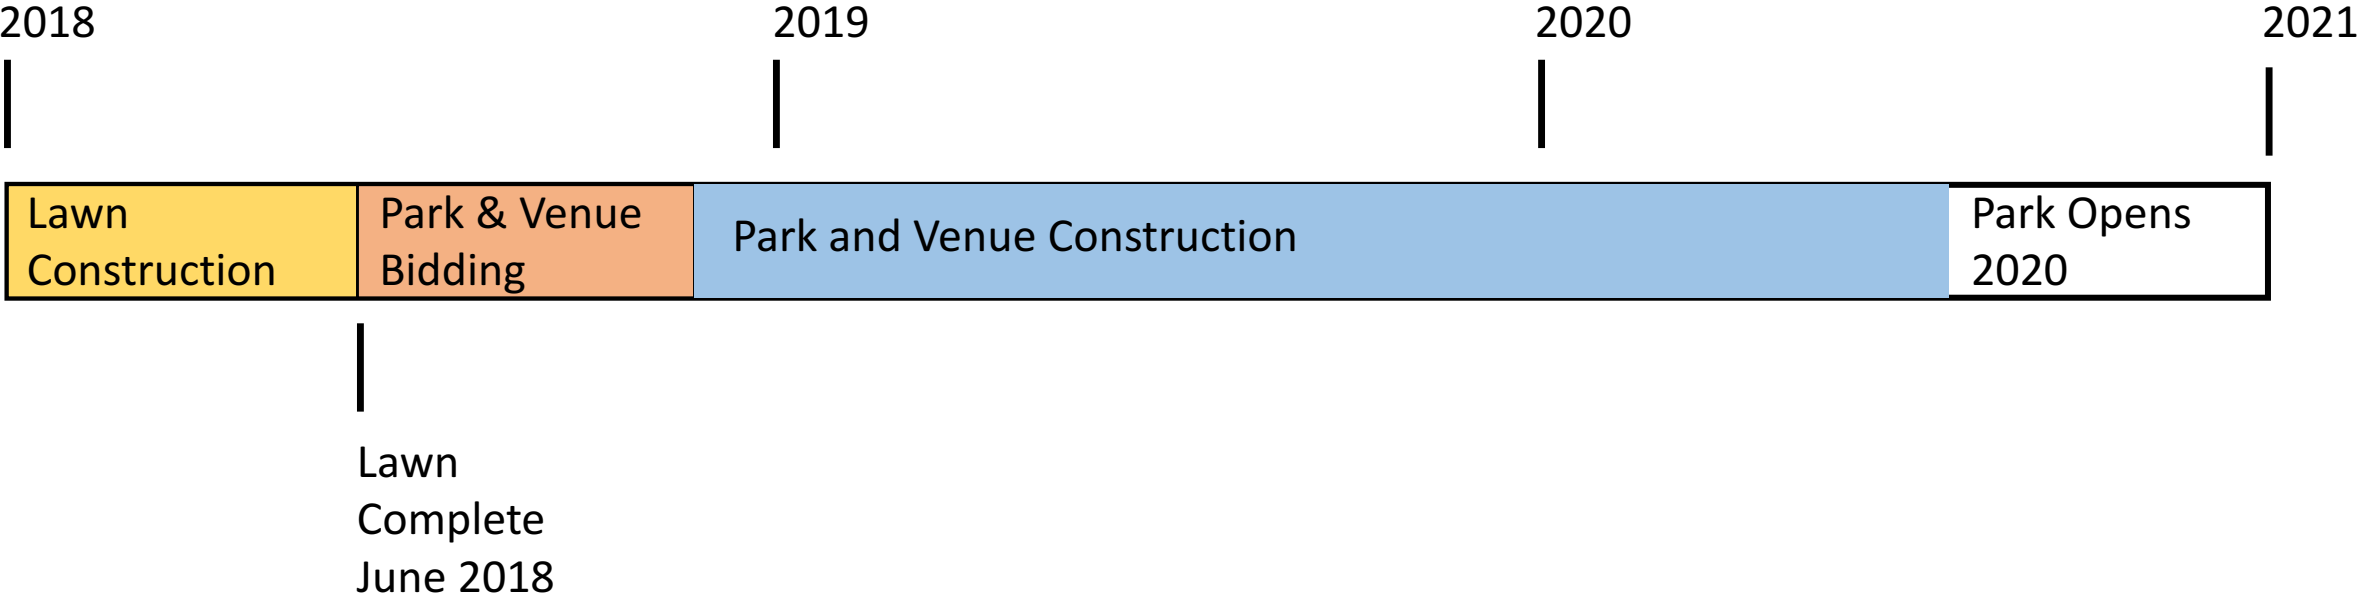 2018
2019
2020
2021
Lawn
Construction
Park & Venue
Bidding
Park and Venue Construction
Park Opens
2020
Lawn
Complete
June 2018